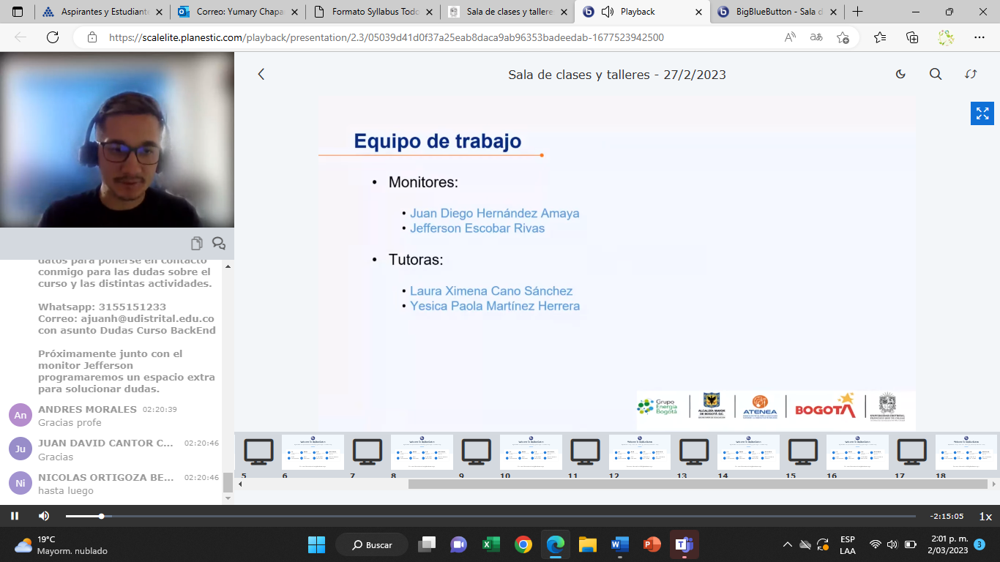 Aspirantes y Estudiant
Correo: Yumary Chapa
Formato Syllabus Todo
Sala de clases y tallere
Playback
BigBlueButton - Sala d
https://scalelite.planestic.com/playback/presentation/2.3/05039d41d0f37a25eab8daca9ab96353badeedab-1677523942500
Sala de clases y talleres - 27/2/2023
Equipo de trabajo
• Monitores:
• Juan Diego Hernández Amaya
• Jefferson Escobar Rivas
• Tutoras:
• Laura Ximena Cano Sánchez
• Yesica Paola Martínez Herrera
Grupo
Energía
Bogotá
ALCALDÍA MAYOR
DE BOGOTÁ D.C.
ATENEA
BOGOTÁ
UNIVERSIDAD DISTRITAL
datos para ponerse en contacto
conmigo para las dudas sobre el
curso y las distintas actividades.
Whatsapp: 3155151233
Correo: ajuanh@udistrital.edu.co
con asunto Dudas Curso BackEnd
Próximamente junto con el
monitor Jefferson
programaremos un espacio extra
para solucionar dudas.
An
ANDRES MORALES 02:20:39
Gracias profe
Ju
JUAN DAVID CANTOR C... 02:20:46
Gracias
Ni
NICOLAS ORTIGOZA BE... 02:20:46
hasta luego
5 6 7 8 9 10 11 12 13 14 15 16 17 18
-2:15:05 1x
19°C
Mayorm. nublado
Buscar
ESP
LAA
2:01 p. m.
2/03/2023
3